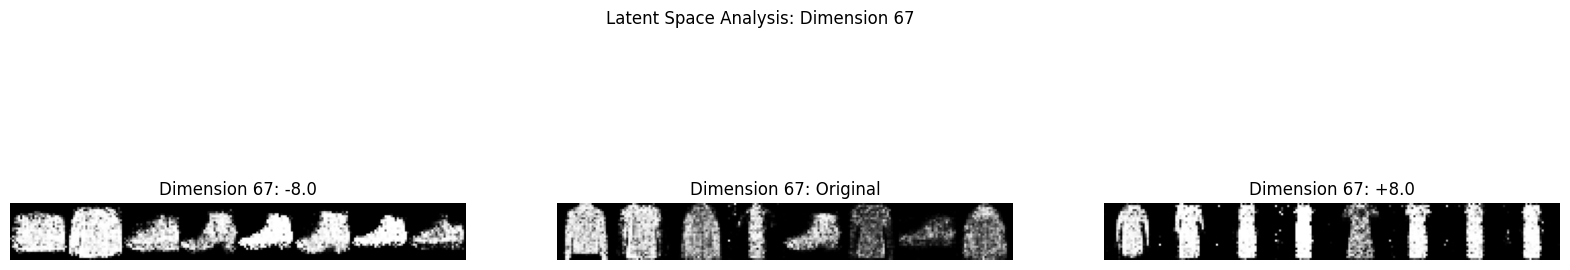 Latent Space Analysis: Dimension 67
Dimension 67: -8.0
Dimension 67: Original
Dimension 67: +8.0